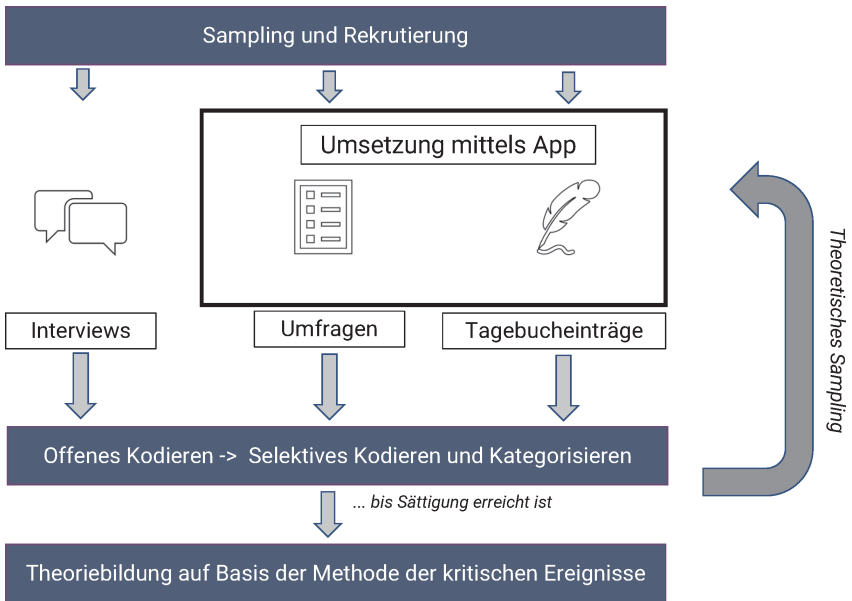 Sampling und Rekrutierung
Umsetzung mittels App
Interviews
Umfragen
Tagebucheinträge
Theoretisches Sampling
Offenes Kodieren -> Selektives Kodieren und Kategorisieren
... bis Sättigung erreicht ist
Theoriebildung auf Basis der Methode der kritischen Ereignisse